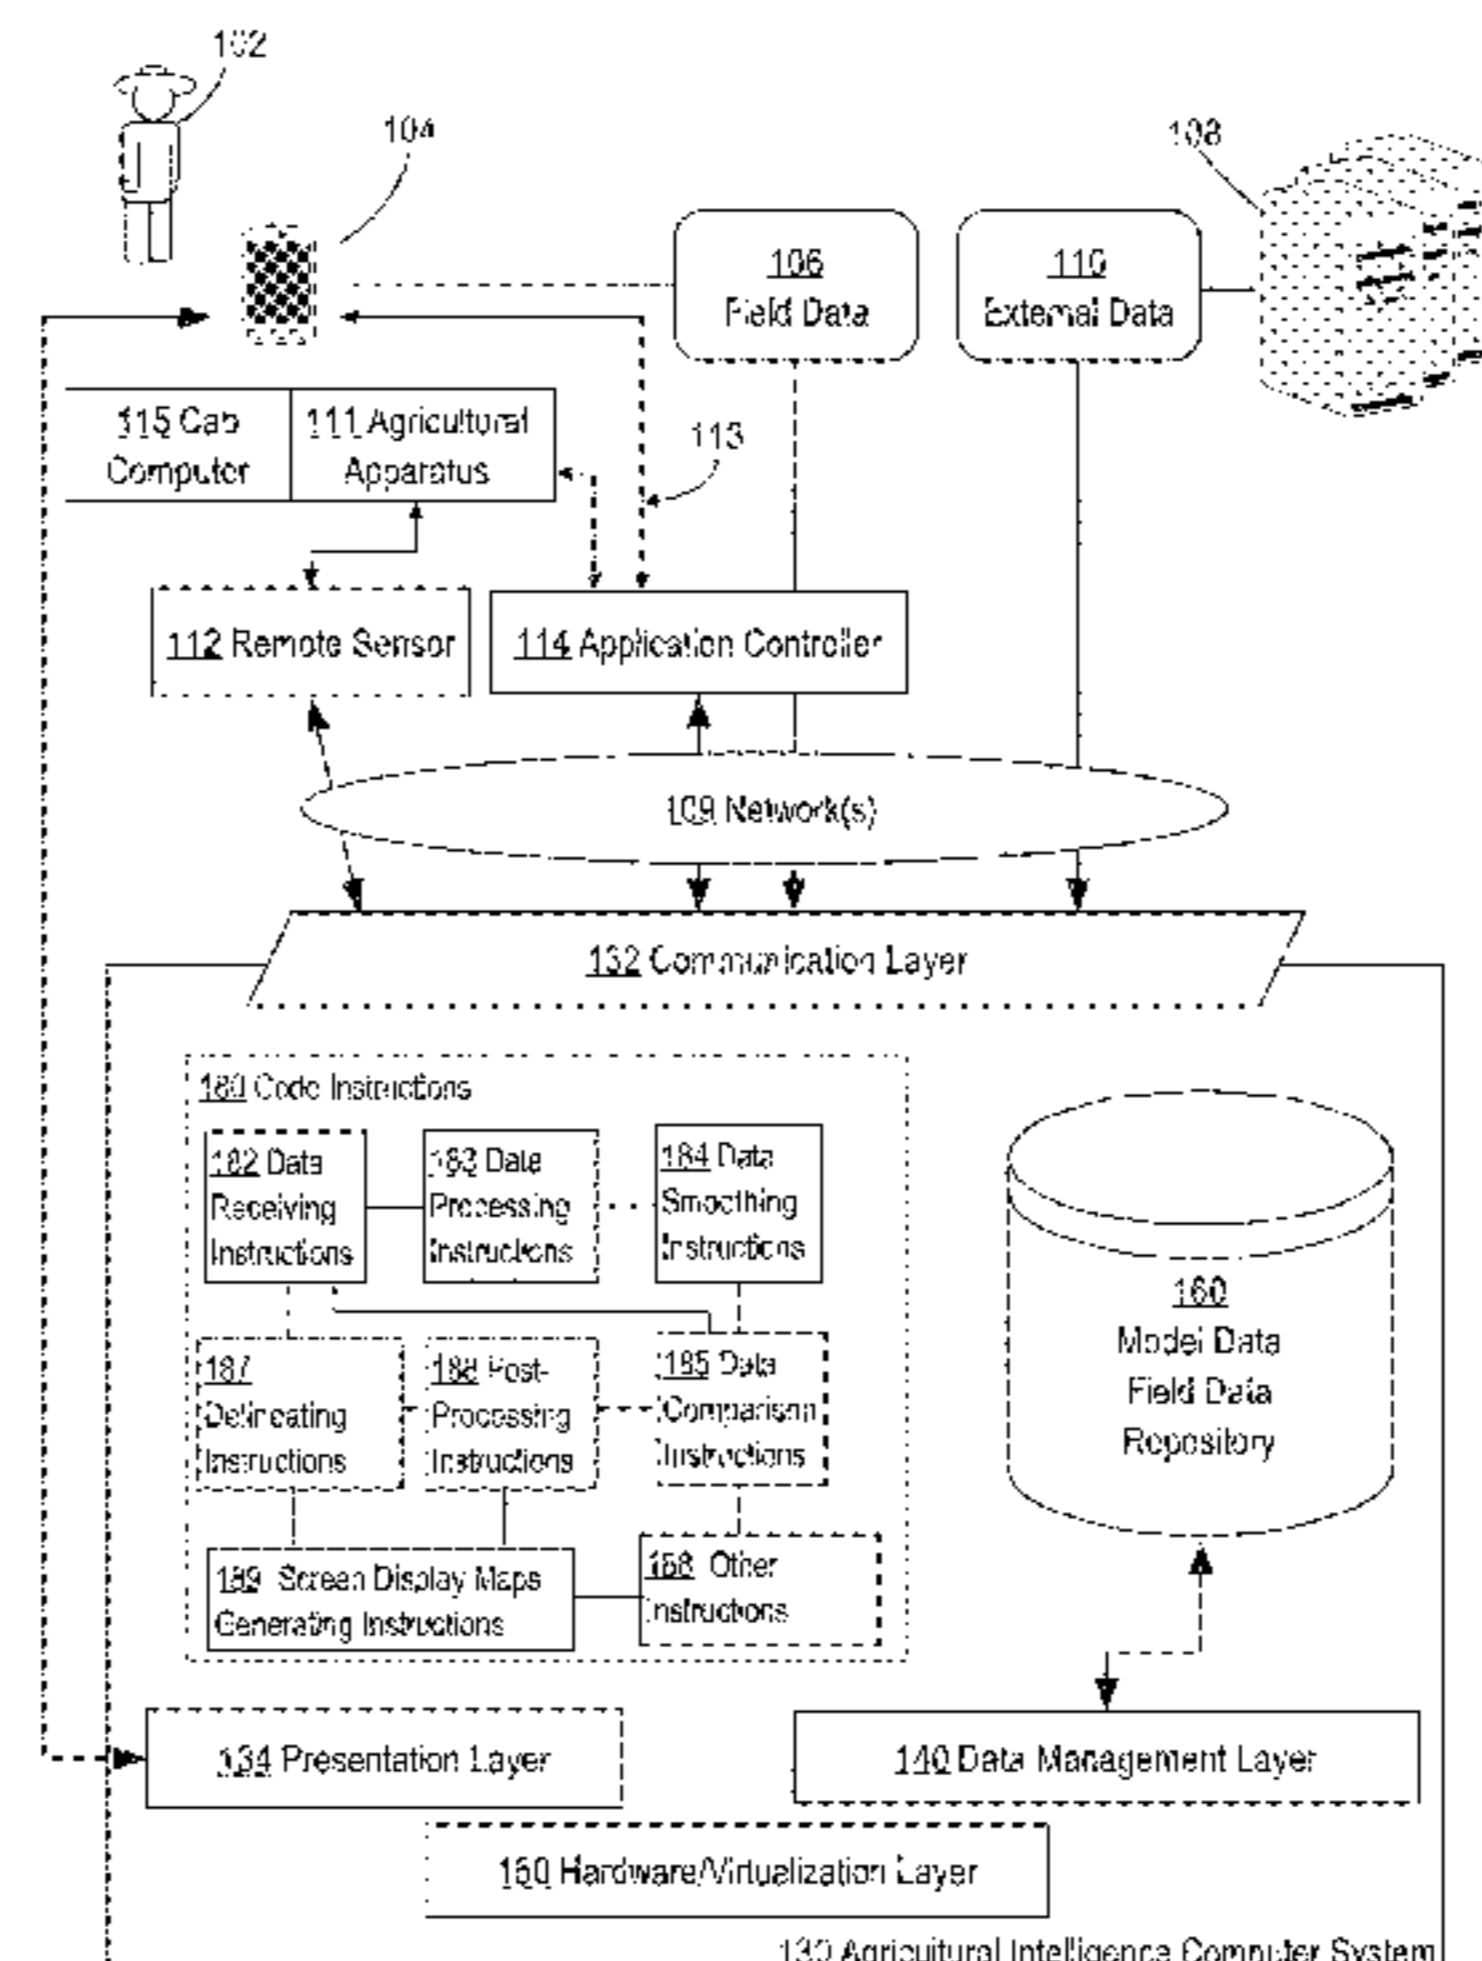 102
104
108
106
Field Data
110
External Data
115 Cab
Computer
111 Agricultural
Apparatus
113
112 Remote Sensor
114 Application Controller
109 Network(s)
132 Communication Layer
180 Code Instructions
182 Data
Receiving
Instructions
183 Data
Processing
Instructions
184 Data
Smoothing
Instructions
187
Delineating
Instructions
186 Post-
Processing
Instructions
185 Data
Comparison
Instructions
189 Screen Display Maps
Generating Instructions
188 Other
Instructions
160
Model Data
Field Data
Repository
134 Presentation Layer
140 Data Management Layer
150 Hardware/Virtualization Layer
130 Agricultural Intelligence Computer System